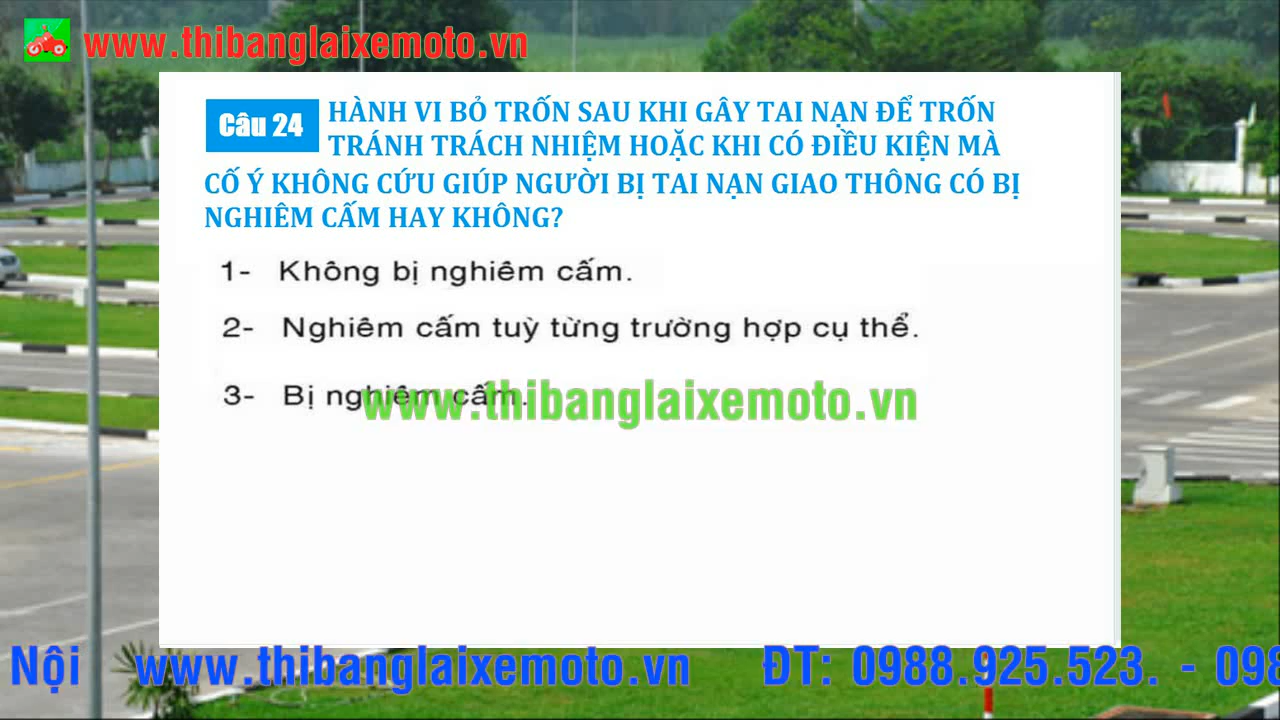 www.thibanglaixemoto.vn
Câu 24
HÀNH VI BỎ TRỐN SAU KHI GÂY TAI NẠN ĐỂ TRỐN
TRÁNH TRÁCH NHIỆM HOẶC KHI CÓ ĐIỀU KIỆN MÀ
CỐ Ý KHÔNG CỨU GIÚP NGƯỜI BỊ TAI NẠN GIAO THÔNG CÓ BỊ
NGHIÊM CẤM HAY KHÔNG?
1- Không bị nghiêm cấm.
2- Nghiêm cấm tuỳ từng trường hợp cụ thể.
3- Bị nghiêm cấm.
www.thibanglaixemoto.vn
Nội www.thibanglaixemoto.vn ĐT: 0988.925.523. - 098